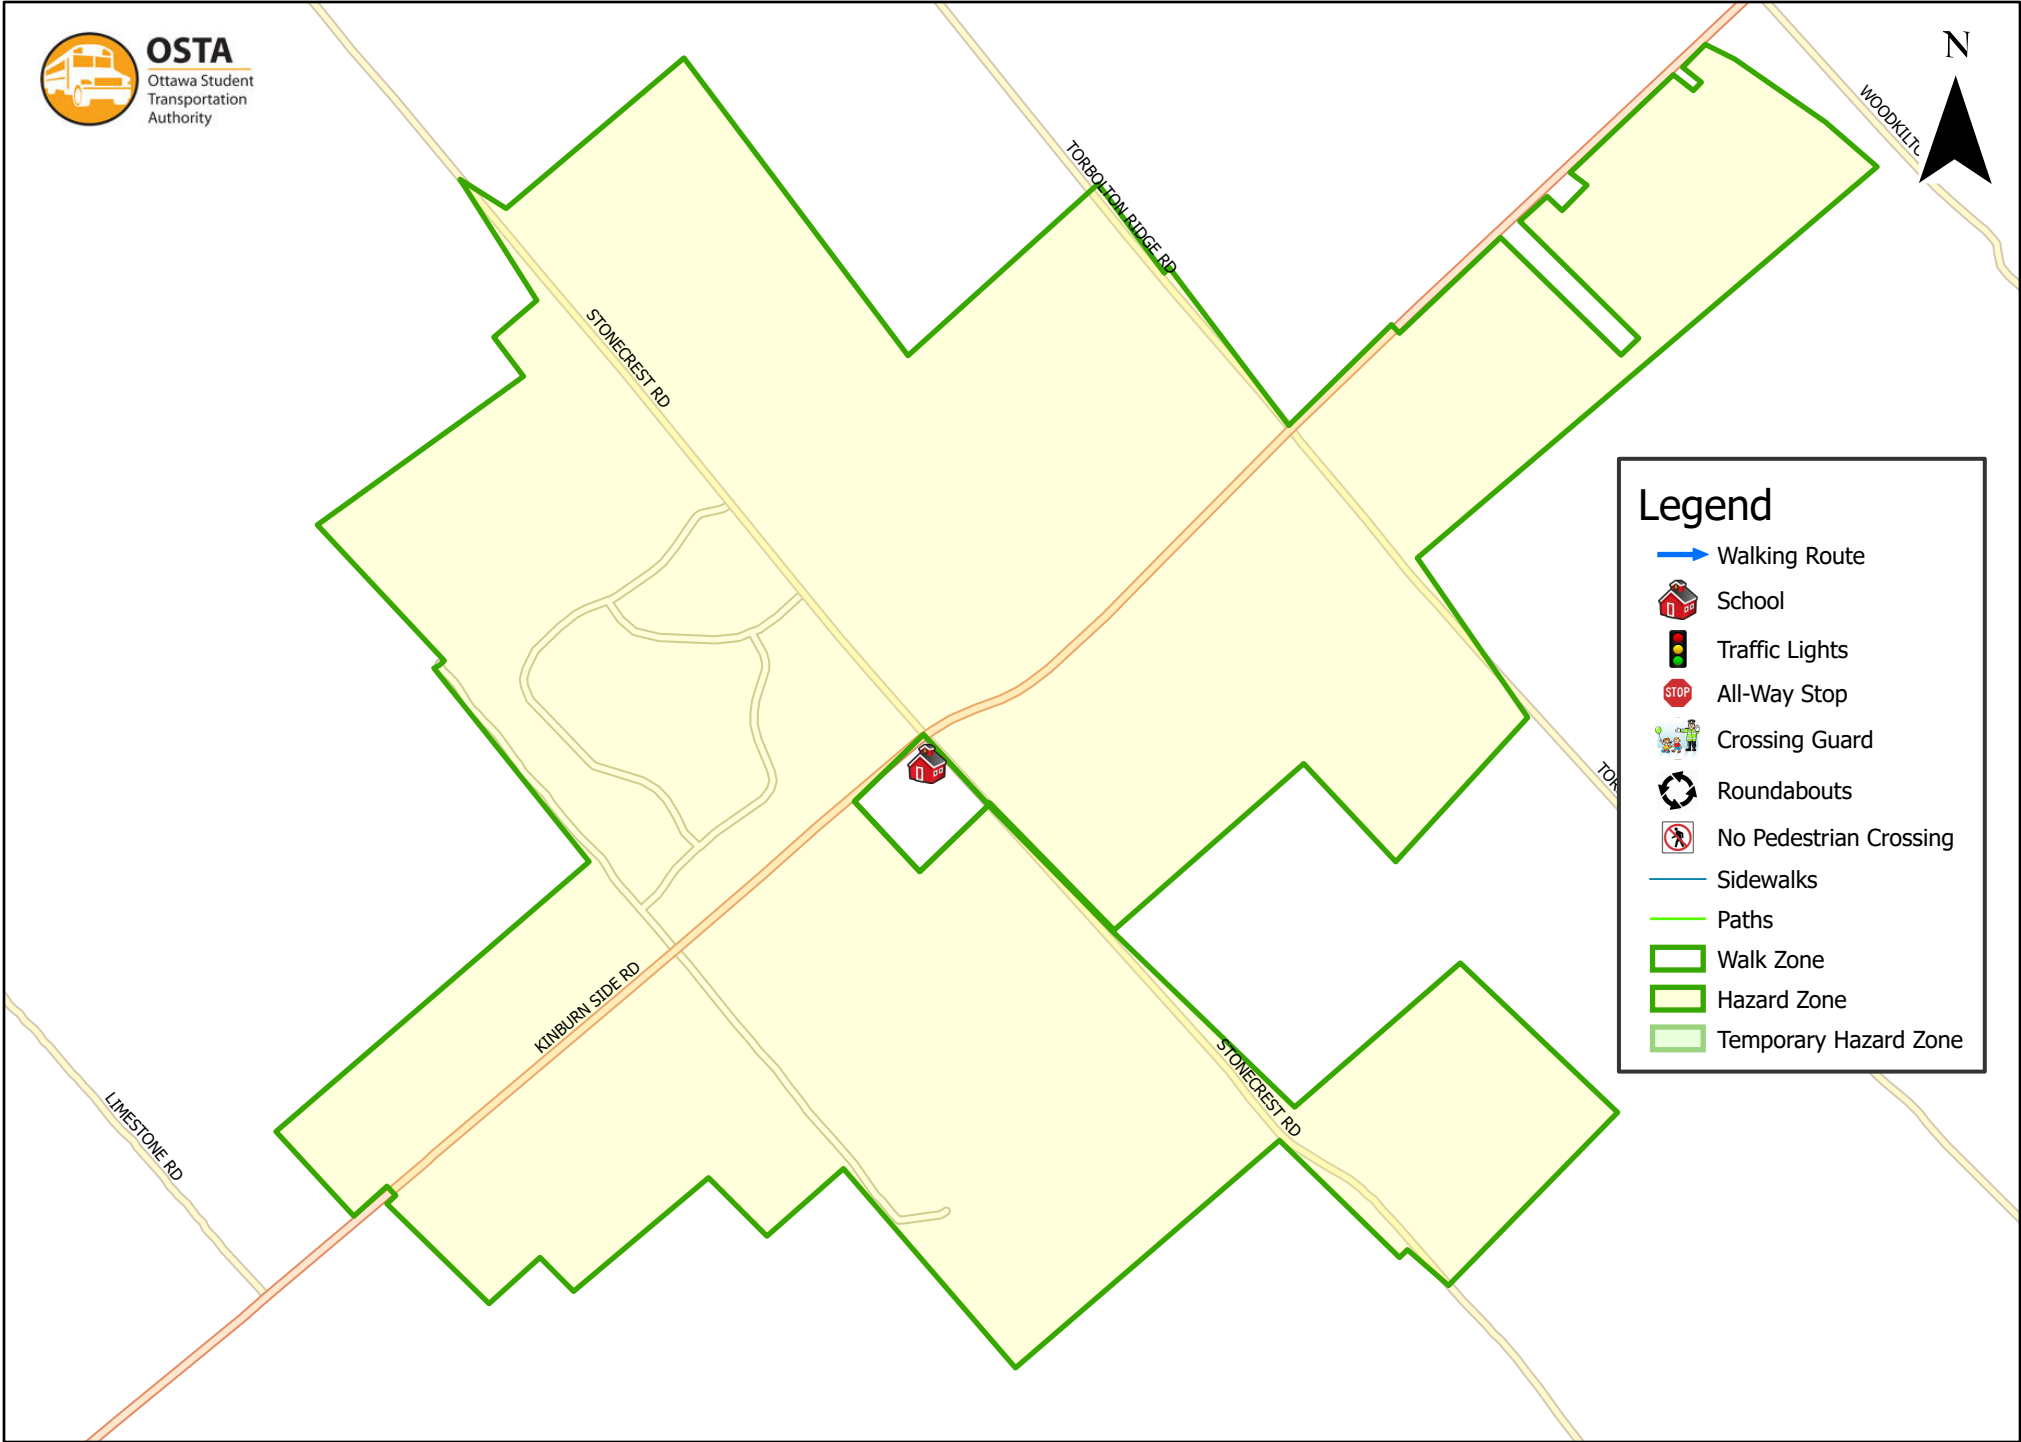 OSTA
Ottawa Student
Transportation
Authority
N
WOODKILTO
TORBOLTON RIDGE RD
STONECREST RD
Legend
Walking Route
School
Traffic Lights
STOP
All-Way Stop
Crossing Guard
Roundabouts
No Pedestrian Crossing
Sidewalks
Paths
Walk Zone
Hazard Zone
Temporary Hazard Zone
KINBURN SIDE RD
STONECREST RD
LIMESTONE RD